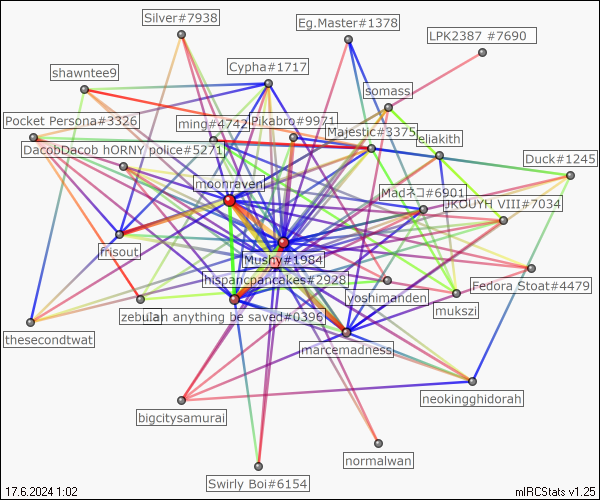 Silver#7938
Eg.Master#1378
LPK2387 #7690
shawntee9
Cypha#1717
somass
Pocket Persona#3326
ming#4742
Pikabro#9971
Majestic#3375
eliakith
DacobDacob hORNY police#5271
Duck#1245
moonraven
Madネコ#6901
JKOUYH VIII#7034
frisout
Mushy#1984
hispanicpancakes#2928
yoshimanden
Fedora Stoat#4479
mukszi
zebulan
anything be saved#0396
thesecondtwat
marcemadness
neokingghidorah
bigcitysamurai
normalwan
Swirly Boi#6154
17.6.2024 1:02
mIRCStats v1.25